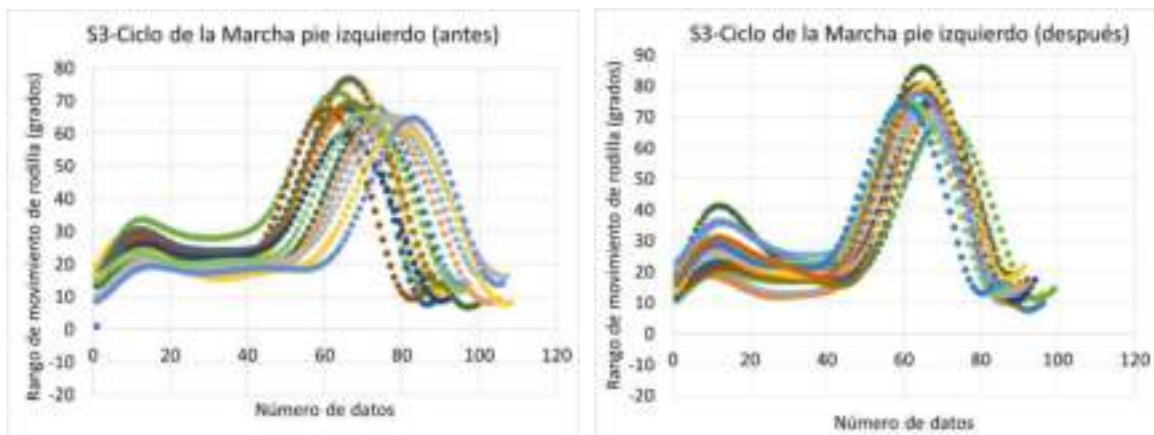 S3-Ciclo de la Marcha pie izquierdo (antes)
Rango de movimiento de rodilla (grados)
80
70
60
50
40
30
20
10
0
-10
-20
0 20 40 60 80 100 120
Número de datos
S3-Ciclo de la Marcha pie izquierdo (después)
Rango de movimiento de rodilla (grados)
90
80
70
60
50
40
30
20
10
0
-10
-20
0 20 40 60 80 100 120
Número de datos